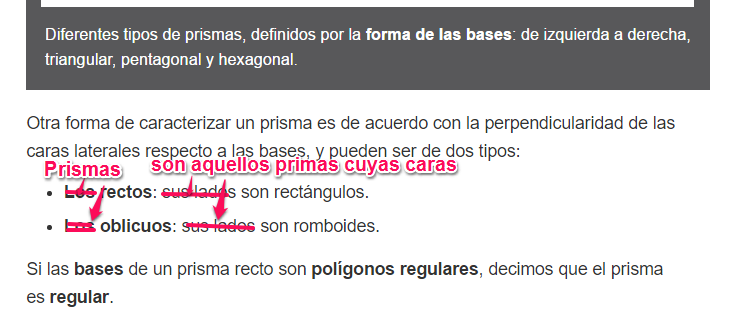 Diferentes tipos de prismas, definidos por la forma de las bases: de izquierda a derecha,
triangular, pentagonal y hexagonal.
Otra forma de caracterizar un prisma es de acuerdo con la perpendicularidad de las
caras laterales respecto a las bases, y pueden ser de dos tipos:
Prismas son aquellos primas cuyas caras
• Los rectos: sus lados son rectángulos.
• Los oblicuos: sus lados son romboides.
Si las bases de un prisma recto son polígonos regulares, decimos que el prisma
es regular.